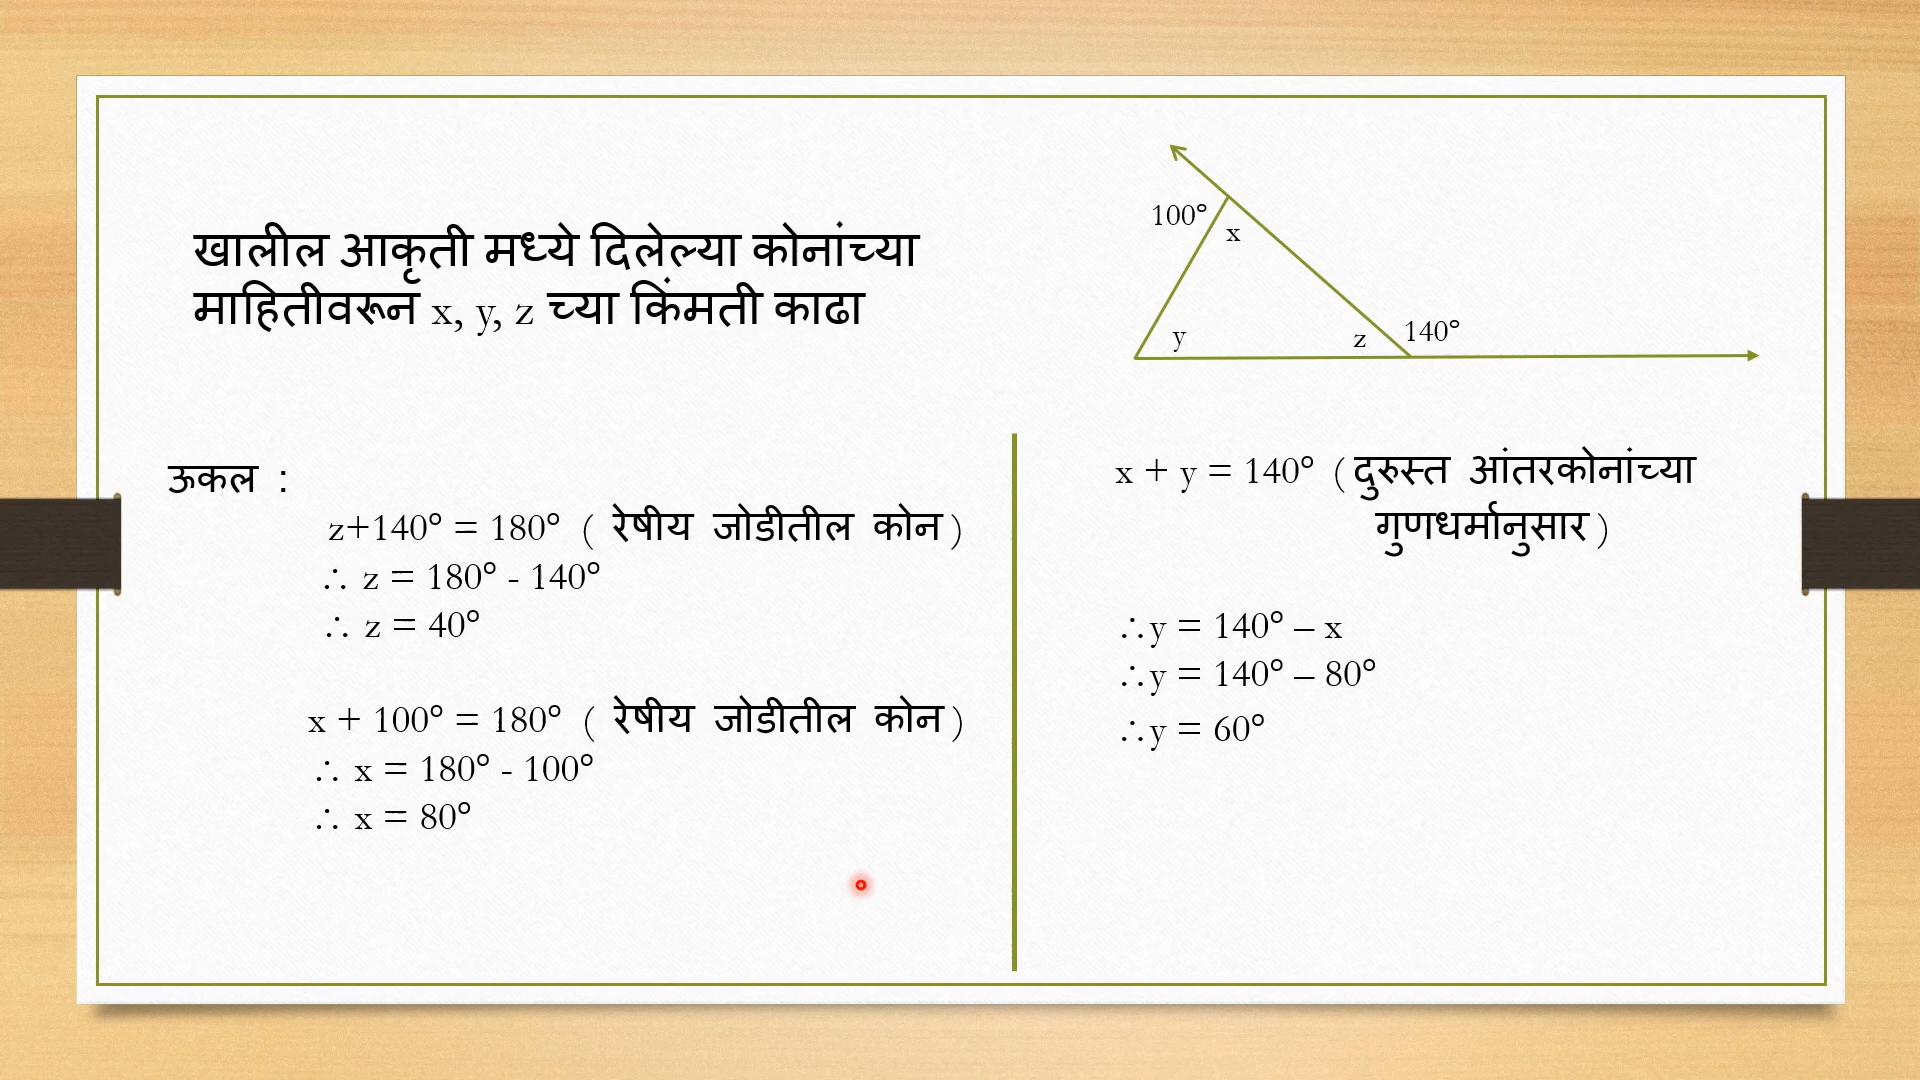 खालील आकृती मध्ये दिलेल्या कोनांच्या
माहितीवरून x, y, z च्या किंमती काढा
100°
x
y
z
140°
ऊकल :
z+140° = 180° ( रेषीय जोडीतील कोन )
∴ z = 180° - 140°
∴ z = 40°
x + 100° = 180° ( रेषीय जोडीतील कोन )
∴ x = 180° - 100°
∴ x = 80°
x + y = 140° ( दुरुस्त आंतरकोनांच्या
गुणधर्मानुसार )
∴y = 140° – x
∴y = 140° – 80°
∴y = 60°